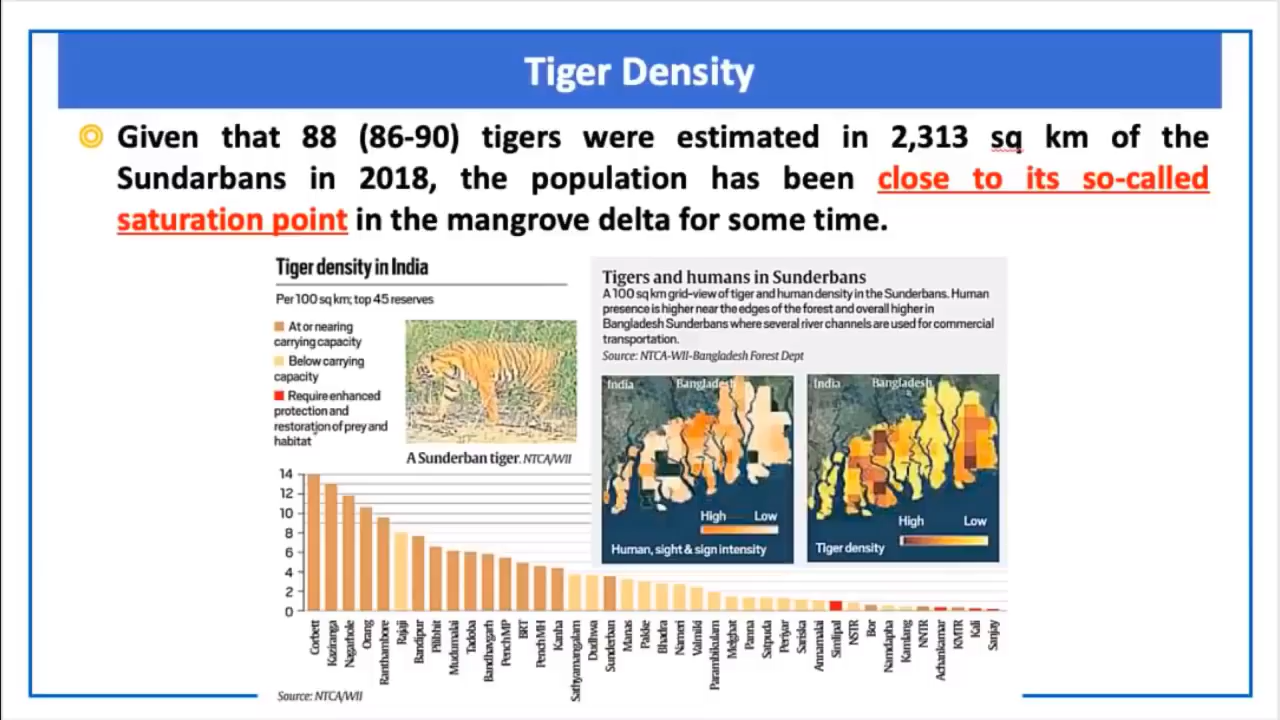 Tiger Density
Given that 88 (86-90) tigers were estimated in 2,313 sq km of the
Sundarbans in 2018, the population has been close to its so-called
saturation point in the mangrove delta for some time.
Tiger density in India
Per 100 sq km; top 45 reserves
At or nearing
carrying capacity
Below carrying
capacity
Require enhanced
protection and
restoration of prey and
habitat
A Sunderban tiger. NTCA/WII
Tigers and humans in Sunderbans
A 100 sq km grid-view of tiger and human density in the Sunderbans. Human
presence is higher near the edges of the forest and overall higher in
Bangladesh Sunderbans where several river channels are used for commercial
transportation.
Source: NTCA-WII-Bangladesh Forest Dept
India Bangladesh
High Low
Human, sight & sign intensity
India Bangladesh
High Low
Tiger density
14
12
10
8
6
4
2
0
Corbett
Kaziranga
Nagarhole
Orang
Ranthambore
Rajaji
Bandipur
Pilibhit
Mudumalai
Tadoba
Bandhavgarh
Pench MP
BRT
Pench MH
Kanha
Sathyamangalam
Dudhwa
Sunderban
Manas
Pakke
Bhadra
Nameri
Valmiki
Parambikulam
Melghat
Panna
Satpuda
Periyar
Sariska
Annamalai
Simlipal
NSTR
Bor
Namdapha
Kamlang
NNTR
Achankamar
KMTR
Kali
Sanjay
Source: NTCA/WII